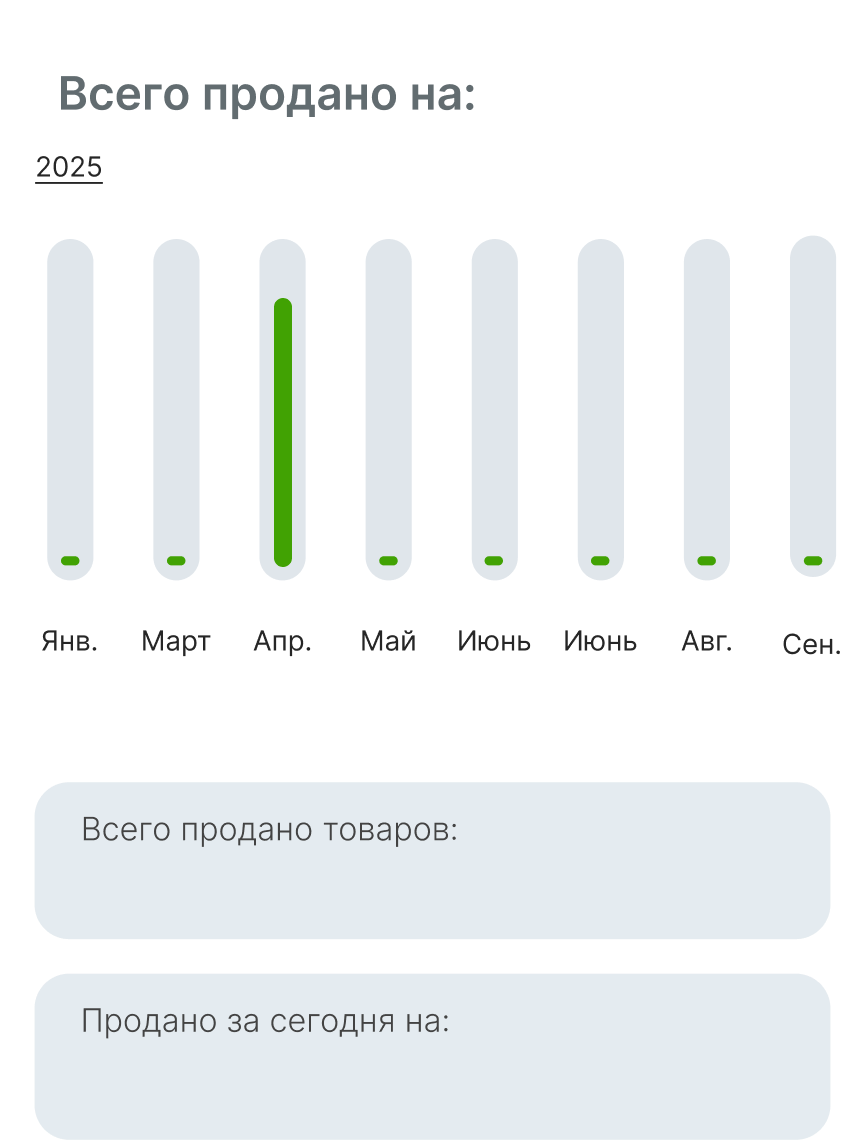 Всего продано на:
2025
Янв. Март Апр. Май Июнь Июнь Авг. Сен.
Всего продано товаров:
Продано за сегодня на: